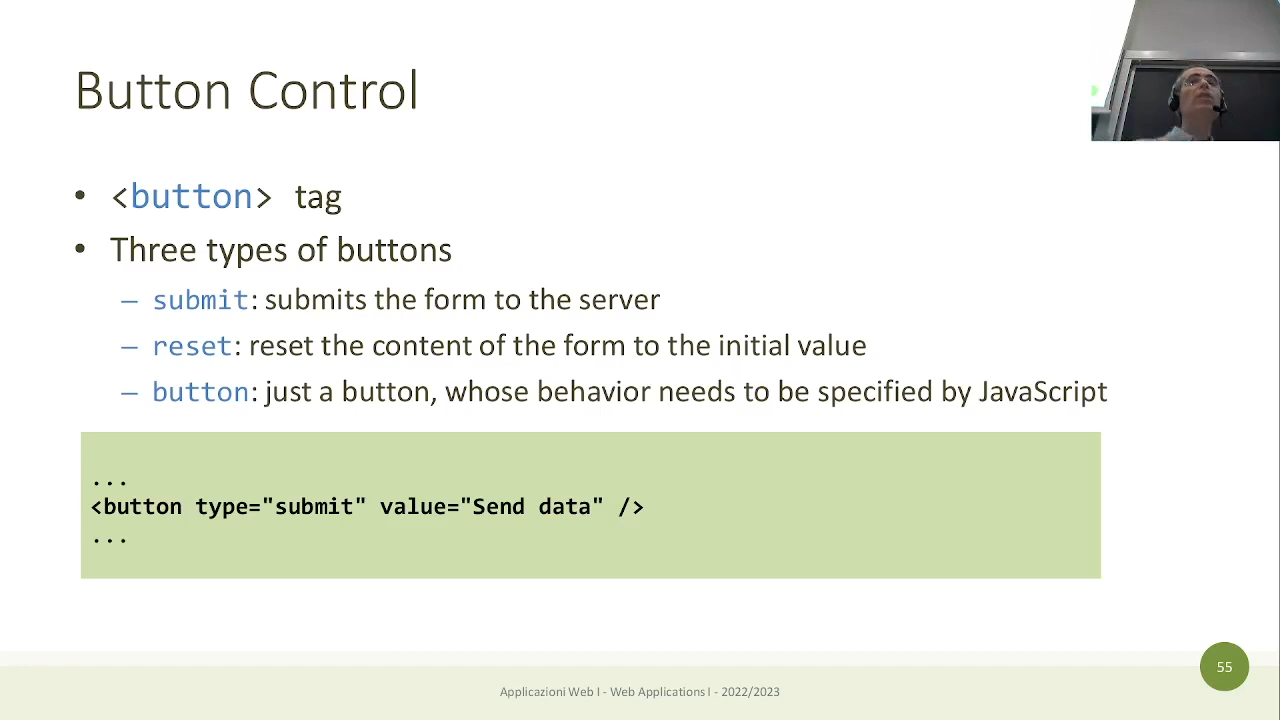 Button Control
• <button> tag
• Three types of buttons
– submit: submits the form to the server
– reset: reset the content of the form to the initial value
– button: just a button, whose behavior needs to be specified by JavaScript
...
<button type="submit" value="Send data" />
...
55
Applicazioni Web I - Web Applications I - 2022/2023